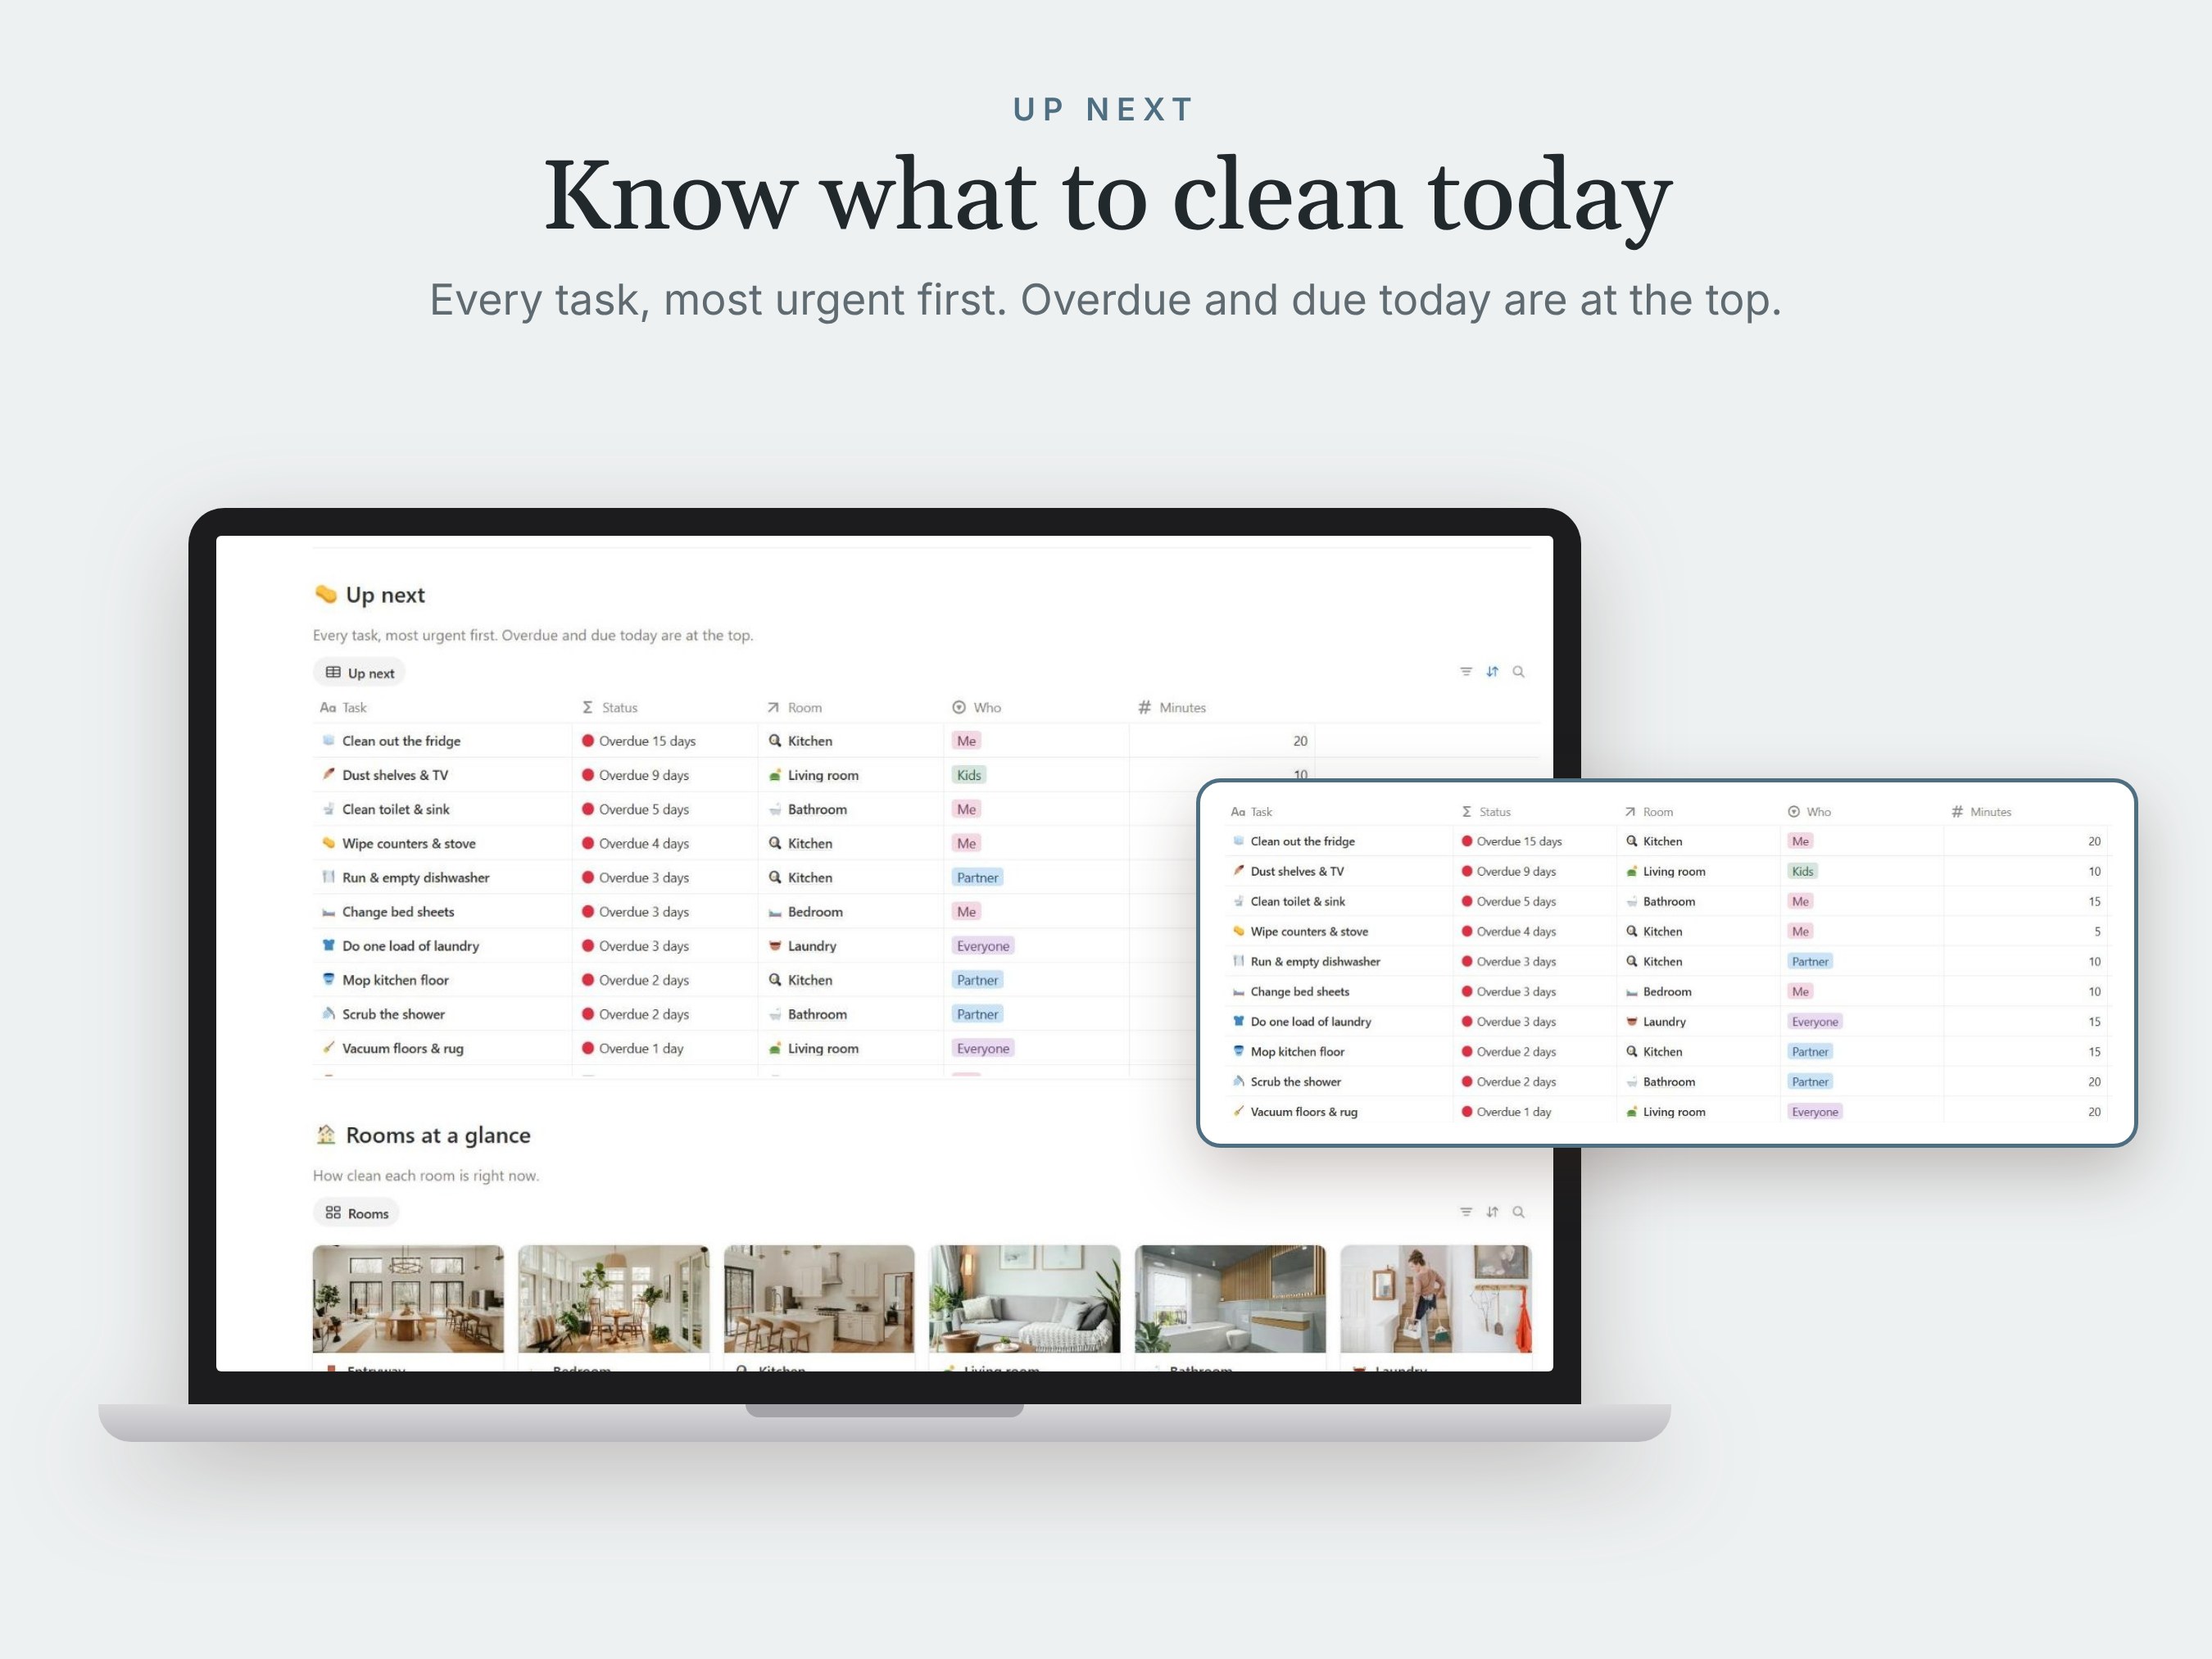 UP NEXT
Know what to clean today
Every task, most urgent first. Overdue and due today are at the top.
Up next
Every task, most urgent first. Overdue and due today are at the top.
Up next
Aa Task Σ Status Room Who # Minutes
Clean out the fridge Overdue 15 days Kitchen Me 20
Dust shelves & TV Overdue 9 days Living room Kids 10
Clean toilet & sink Overdue 5 days Bathroom Me
Wipe counters & stove Overdue 4 days Kitchen Me
Run & empty dishwasher Overdue 3 days Kitchen Partner
Change bed sheets Overdue 3 days Bedroom Me
Do one load of laundry Overdue 3 days Laundry Everyone
Mop kitchen floor Overdue 2 days Kitchen Partner
Scrub the shower Overdue 2 days Bathroom Partner
Vacuum floors & rug Overdue 1 day Living room Everyone
Aa Task Σ Status Room Who # Minutes
Clean out the fridge Overdue 15 days Kitchen Me 20
Dust shelves & TV Overdue 9 days Living room Kids 10
Clean toilet & sink Overdue 5 days Bathroom Me 15
Wipe counters & stove Overdue 4 days Kitchen Me 5
Run & empty dishwasher Overdue 3 days Kitchen Partner 10
Change bed sheets Overdue 3 days Bedroom Me 10
Do one load of laundry Overdue 3 days Laundry Everyone 15
Mop kitchen floor Overdue 2 days Kitchen Partner 15
Scrub the shower Overdue 2 days Bathroom Partner 20
Vacuum floors & rug Overdue 1 day Living room Everyone 20
Rooms at a glance
How clean each room is right now.
Rooms
Entryway Bedroom Kitchen Living room Bathroom Laundry